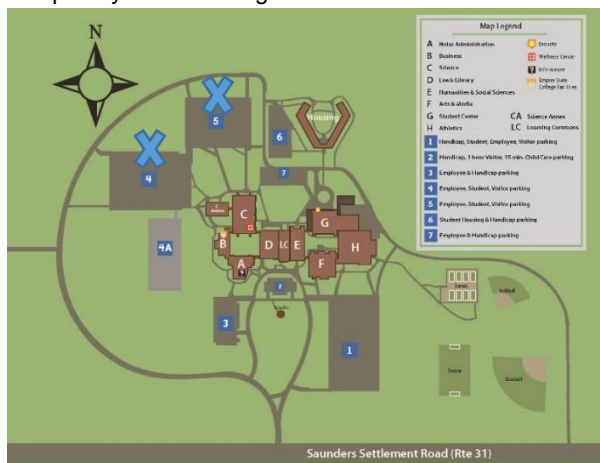 N
Map Legend
A Notar Administration
B Business
C Science
D Lewis Library
E Humanities & Social Sciences
F Arts & Media
G Student Center
H Athletics
Security
Wellness Center
Information
Empire State
College
CA Science Annex
LC Learning Commons
1 Handicap, Student, Employee, Visitor parking
2 Handicap, 1 hour Visitor, 15 min. Child Care parking
3 Employee & Handicap parking
4 Employee, Student, Visitor parking
5 Employee, Student, Visitor parking
6 Student Housing & Handicap parking
7 Employee & Handicap parking
5
6
Housing
4
7
C
G
4A
B
D
LC
E
H
A
F
2
3
1
Tennis
Softball
Soccer
Baseball
Saunders Settlement Road (Rte 31)